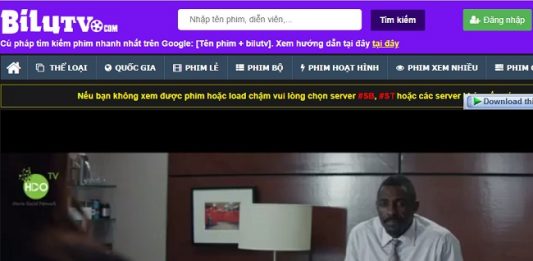 BiLuTV.COM
Nhập tên phim, diễn viên,...
Tìm kiếm
Đăng nhập
Cú pháp tìm kiếm phim nhanh nhất trên Google: [Tên phim + bilutv]. Xem hướng dẫn tại đây tại đây
THỂ LOẠI QUỐC GIA PHIM LẺ PHIM BỘ PHIM HOẠT HÌNH PHIM XEM NHIỀU PHIM
Nếu bạn không xem được phim hoặc load chậm vui lòng chọn server #SB, #ST hoặc các server
Download thi
HDO TV
Movie Social Network